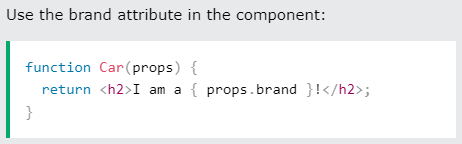 Use the brand attribute in the component:
function Car(props) {
  return <h2>I am a { props.brand }!</h2>;
}